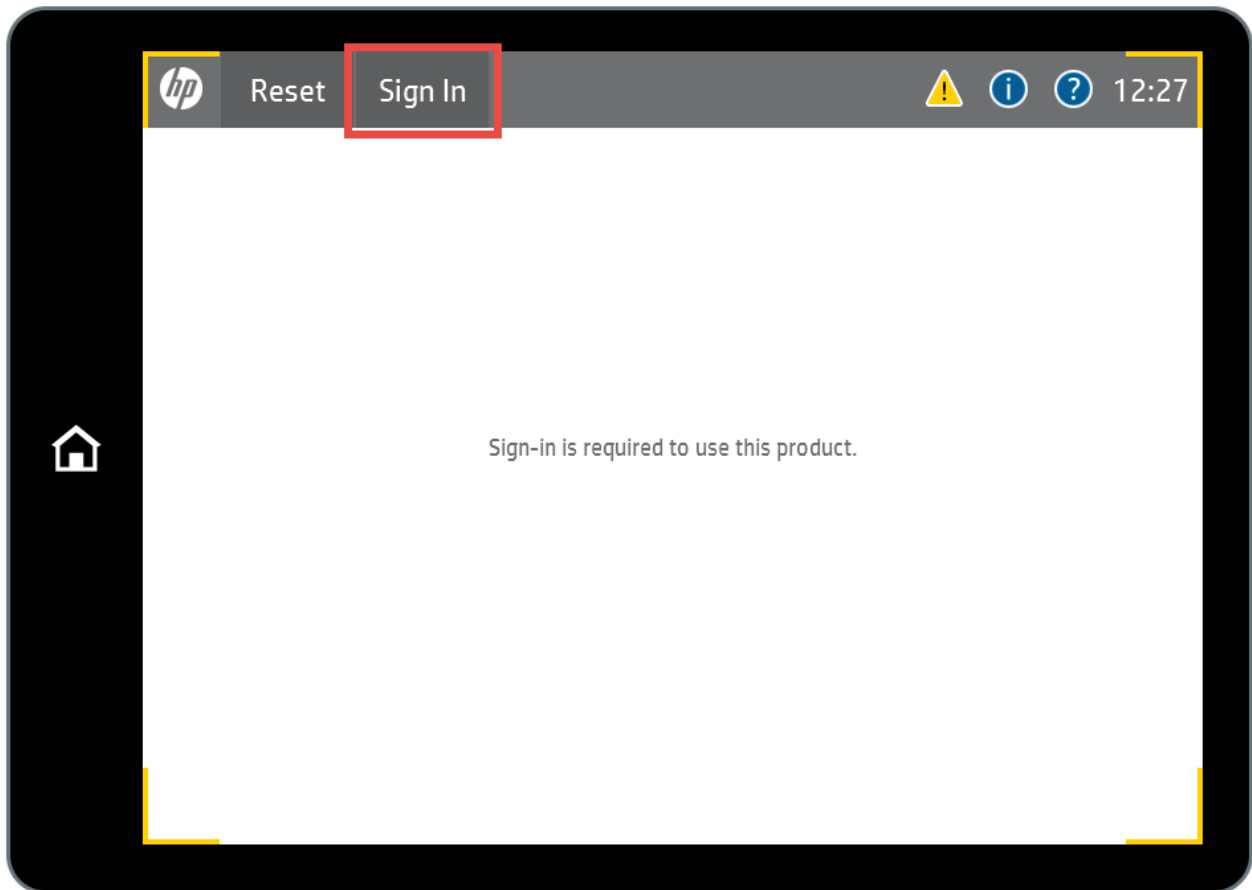 hp Reset Sign In 12:27
Sign-in is required to use this product.